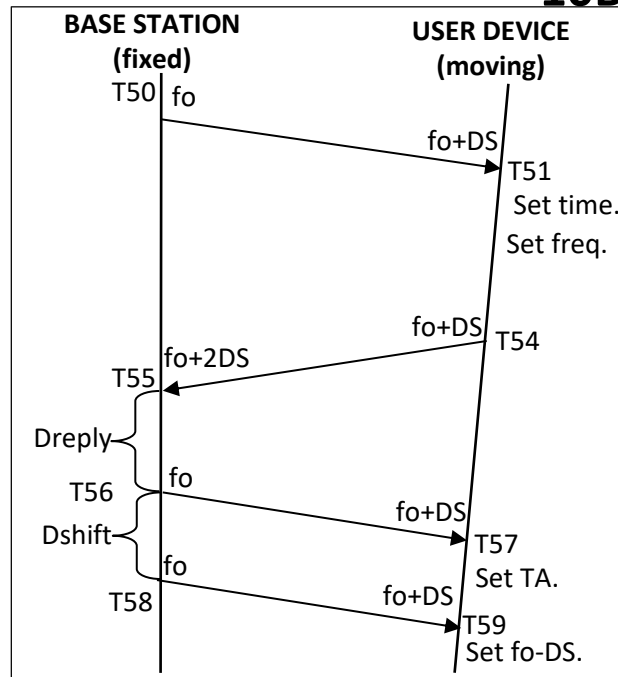 BASE STATION
(fixed)
USER DEVICE
(moving)
T50
fo
fo+DS
T51
Set time.
Set freq.
fo+DS
T54
fo+2DS
T55
Dreply
T56
fo
fo+DS
T57
Set TA.
Dshift
fo
T58
fo+DS
T59
Set fo-DS.